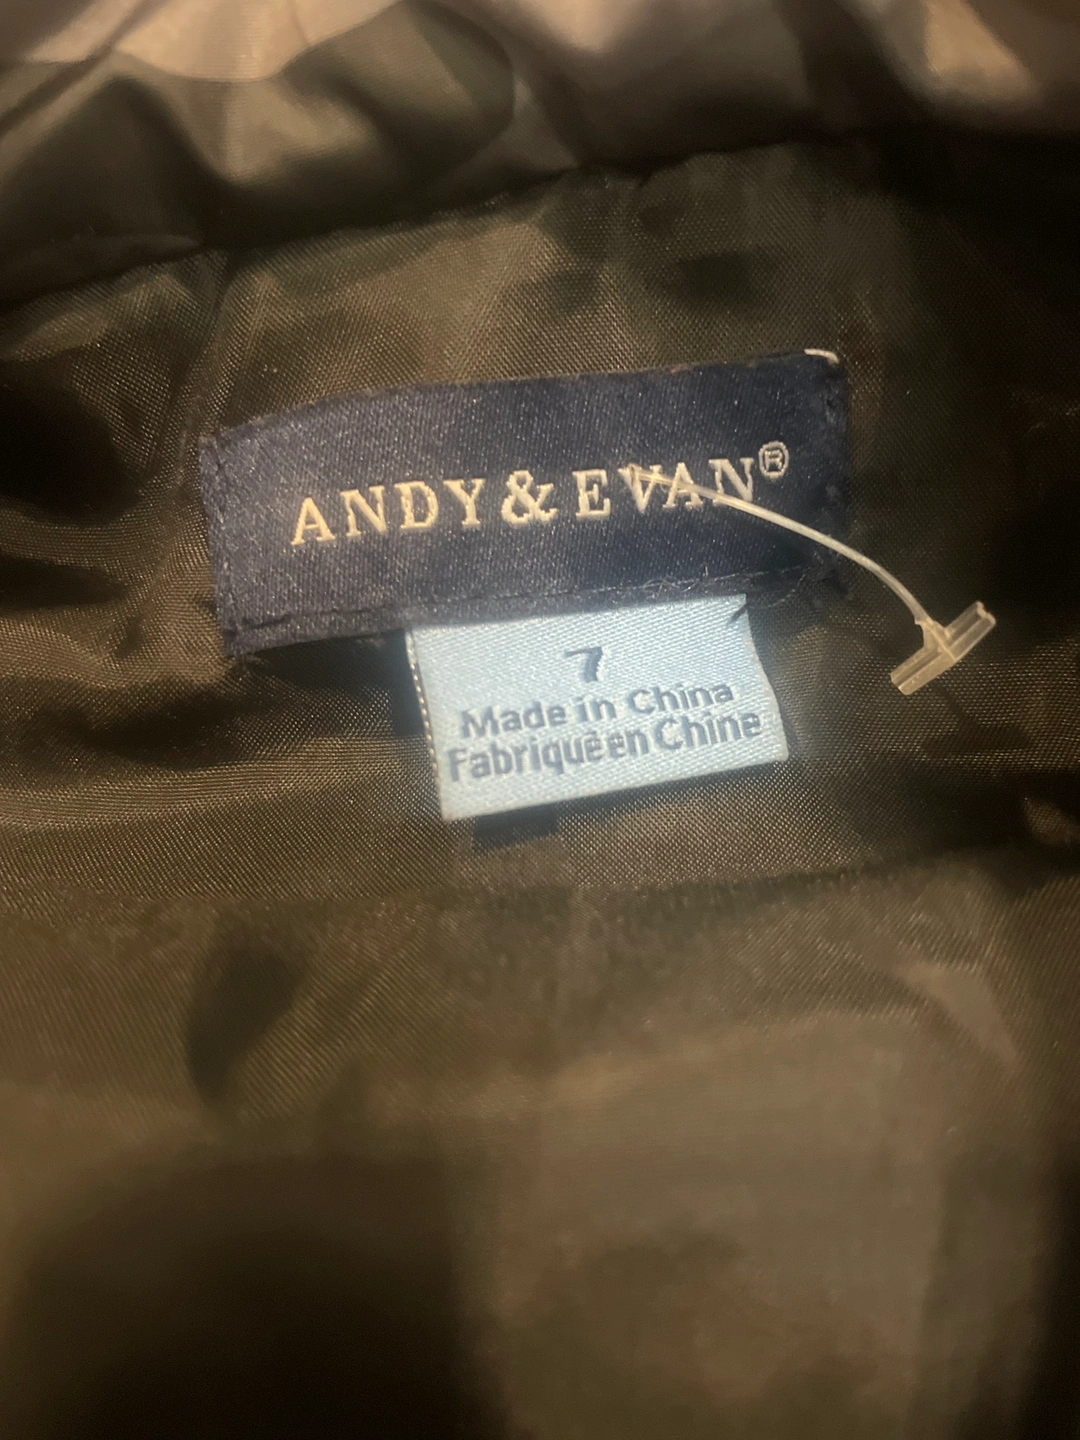 ANDY & EVAN®
7
Made in China
Fabriqué en Chine